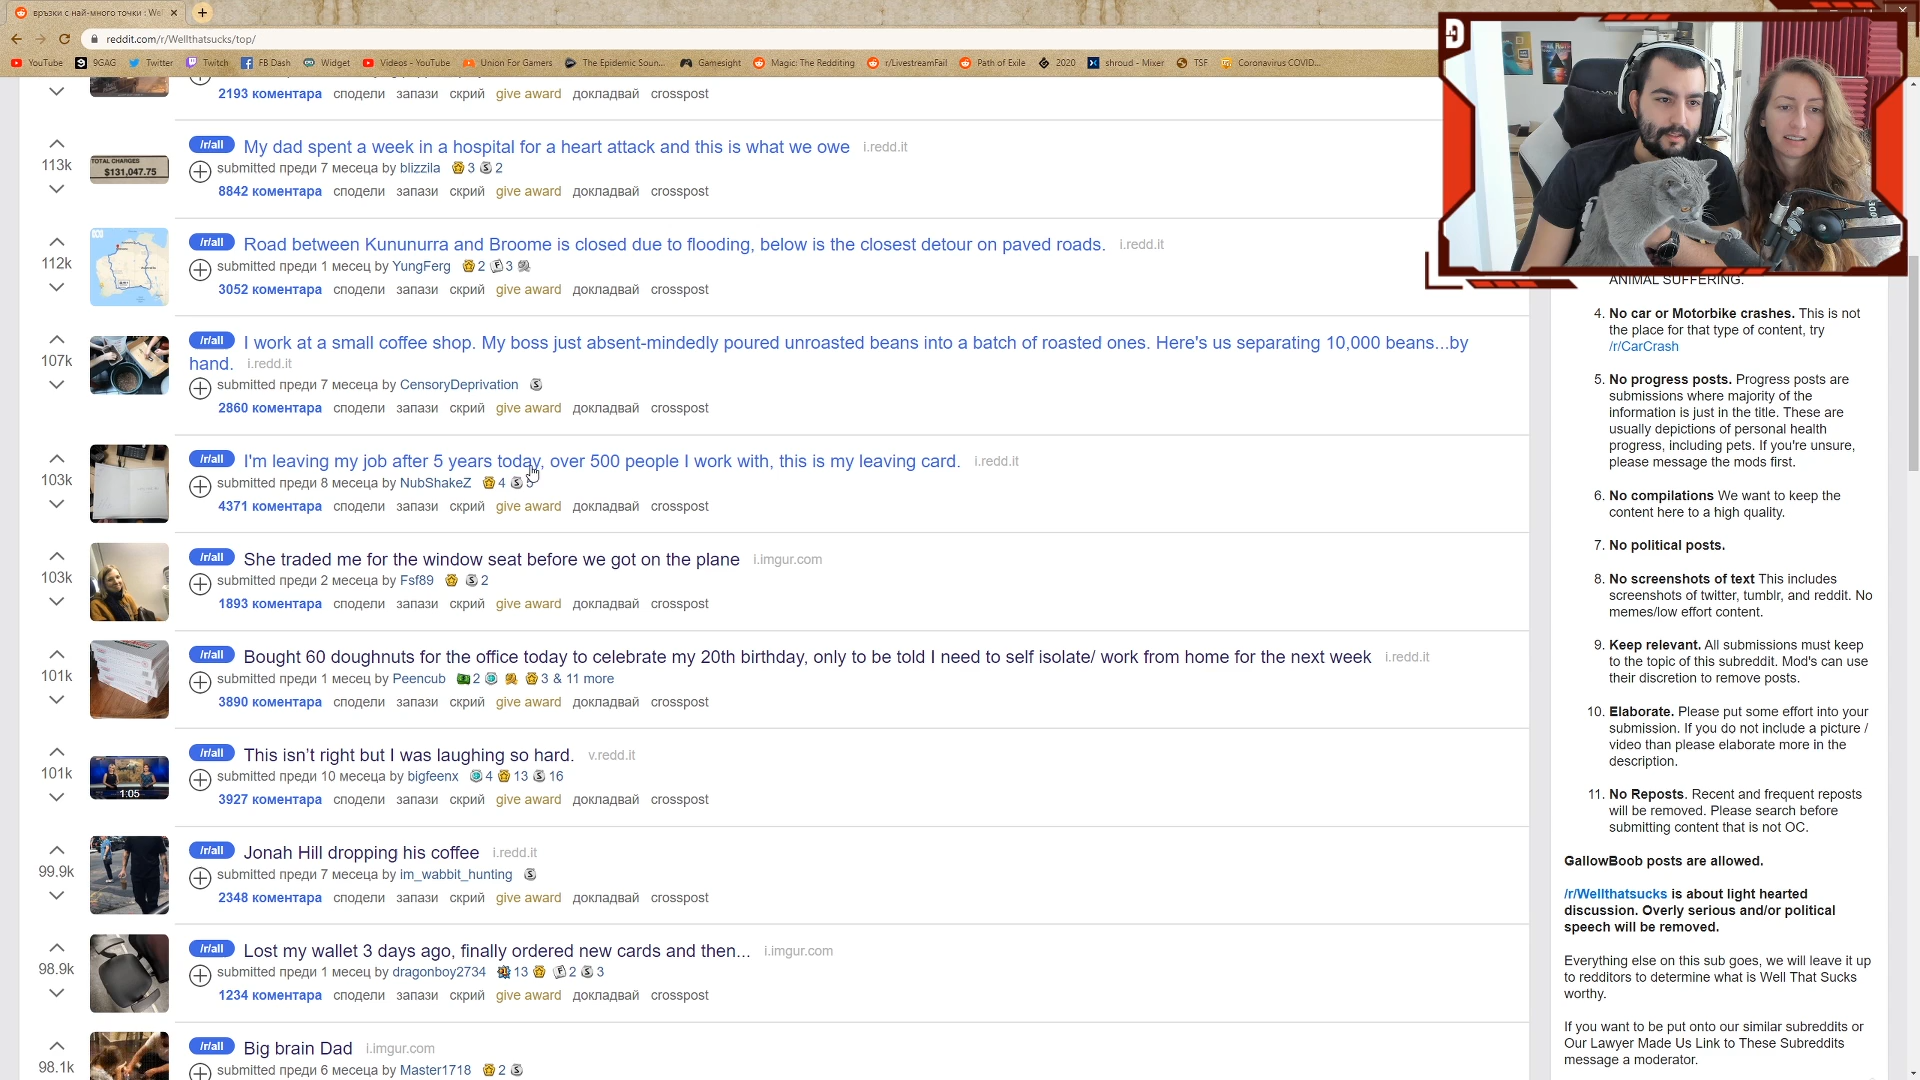 връзки с най-много точки : We
reddit.com/r/Wellthatsucks/top/
YouTube 9GAG Twitter Twitch FB Dash Widget Videos - YouTube Union For Gamers The Epidemic Soun... Gamesight Magic: The Redditing r/LivestreamFail Path of Exile 2020 shroud - Mixer TSF Coronavirus COVID...
2193 коментара сподели запази скрий give award докладвай crosspost
113k
TOTAL CHARGES
$131,047.75
/r/all My dad spent a week in a hospital for a heart attack and this is what we owe i.redd.it
submitted преди 7 месеца by blizzila 3 2
8842 коментара сподели запази скрий give award докладвай crosspost
112k
/r/all Road between Kununurra and Broome is closed due to flooding, below is the closest detour on paved roads. i.redd.it
submitted преди 1 месец by YungFerg 2 3
3052 коментара сподели запази скрий give award докладвай crosspost
107k
/r/all I work at a small coffee shop. My boss just absent-mindedly poured unroasted beans into a batch of roasted ones. Here's us separating 10,000 beans...by
hand. i.redd.it
submitted преди 7 месеца by CensoryDeprivation
2860 коментара сподели запази скрий give award докладвай crosspost
103k
/r/all I'm leaving my job after 5 years today, over 500 people I work with, this is my leaving card. i.redd.it
submitted преди 8 месеца by NubShakeZ 4
4371 коментара сподели запази скрий give award докладвай crosspost
103k
/r/all She traded me for the window seat before we got on the plane i.imgur.com
submitted преди 2 месеца by Fsf89 2
1893 коментара сподели запази скрий give award докладвай crosspost
101k
/r/all Bought 60 doughnuts for the office today to celebrate my 20th birthday, only to be told I need to self isolate/ work from home for the next week i.redd.it
submitted преди 1 месец by Peencub 2 3 & 11 more
3890 коментара сподели запази скрий give award докладвай crosspost
101k
1:05
/r/all This isn't right but I was laughing so hard. v.redd.it
submitted преди 10 месеца by bigfeenx 4 13 16
3927 коментара сподели запази скрий give award докладвай crosspost
99.9k
/r/all Jonah Hill dropping his coffee i.redd.it
submitted преди 7 месеца by im_wabbit_hunting
2348 коментара сподели запази скрий give award докладвай crosspost
98.9k
/r/all Lost my wallet 3 days ago, finally ordered new cards and then... i.imgur.com
submitted преди 1 месец by dragonboy2734 13 2 3
1234 коментара сподели запази скрий give award докладвай crosspost
98.1k
/r/all Big brain Dad i.imgur.com
submitted преди 6 месеца by Master1718 2
ANIMAL SUFFERING.
4. No car or Motorbike crashes. This is not
the place for that type of content, try
/r/CarCrash
5. No progress posts. Progress posts are
submissions where majority of the
information is just in the title. These are
usually depictions of personal health
progress, including pets. If you're unsure,
please message the mods first.
6. No compilations We want to keep the
content here to a high quality.
7. No political posts.
8. No screenshots of text This includes
screenshots of twitter, tumblr, and reddit. No
memes/low effort content.
9. Keep relevant. All submissions must keep
to the topic of this subreddit. Mod's can use
their discretion to remove posts.
10. Elaborate. Please put some effort into your
submission. If you do not include a picture /
video than please elaborate more in the
description.
11. No Reposts. Recent and frequent reposts
will be removed. Please search before
submitting content that is not OC.
GallowBoob posts are allowed.
/r/Wellthatsucks is about light hearted
discussion. Overly serious and/or political
speech will be removed.
Everything else on this sub goes, we will leave it up
to redditors to determine what is Well That Sucks
worthy.
If you want to be put onto our similar subreddits or
Our Lawyer Made Us Link to These Subreddits
message a moderator.